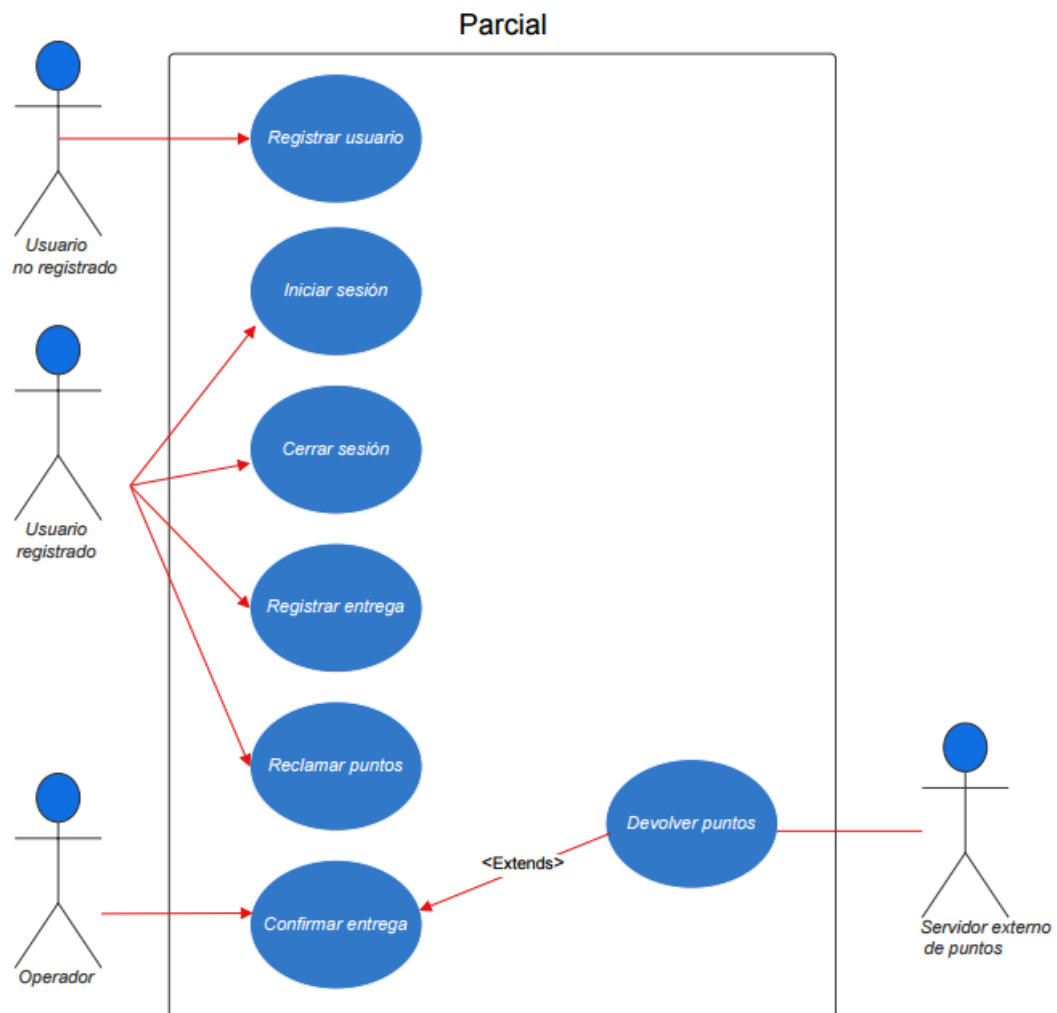 Parcial
Registrar usuario
Usuario
no registrado
Iniciar sesión
Cerrar sesión
Usuario
registrado
Registrar entrega
Reclamar puntos
Devolver puntos
<Extends>
Confirmar entrega
Operador
Servidor externo
de puntos